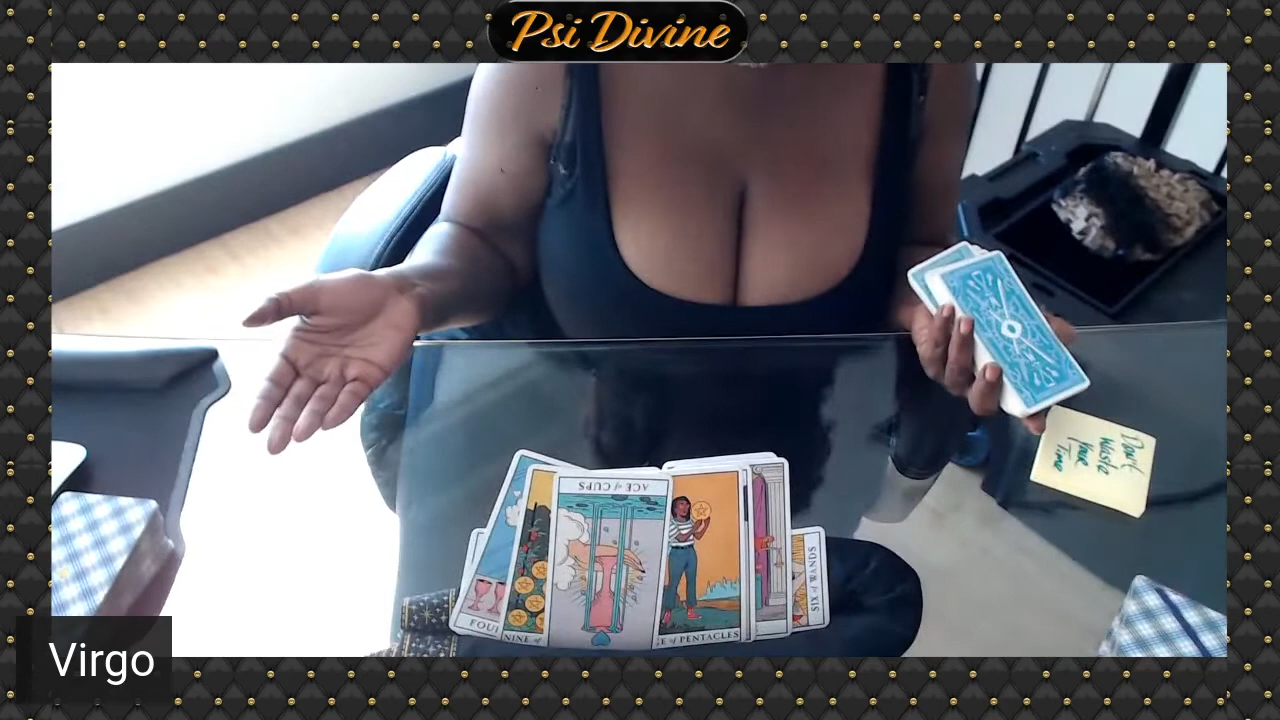 Psi Divine
Don't
Waste
Your
Time
ACE of CUPS
SIX of WANDS
FOUR
NINE of
E of PENTACLES
Virgo